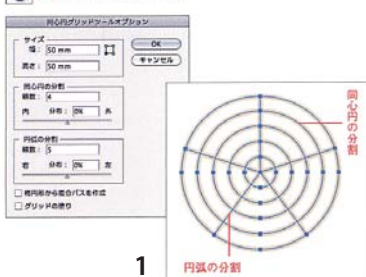 同心円グリッドツールオプション
サイズ
幅: 50 mm
高さ: 50 mm
OK
キャンセル
同心円の分割
線数: 4
内 分布: 0% 外
円弧の分割
線数: 5
右 分布: 0% 左
楕円形から複合パスを作成
グリッドの塗り
同心円の分割
円弧の分割
1